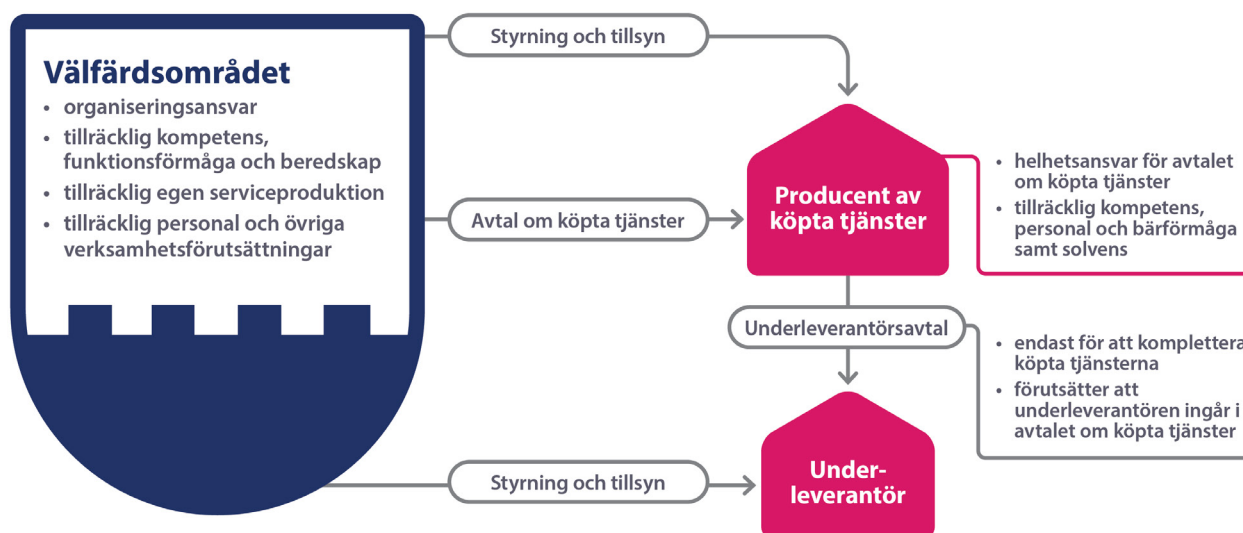 Styrning och tillsyn
Välfärdsområdet
• organiseringsansvar
• tillräcklig kompetens,
funktionsförmåga och beredskap
• tillräcklig egen serviceproduktion
• tillräcklig personal och övriga
verksamhetsförutsättningar
Avtal om köpta tjänster
Producent av
köpta tjänster
• helhetsansvar för avtalet
om köpta tjänster
• tillräcklig kompetens,
personal och bärförmåga
samt solvens
Underleverantörsavtal
• endast för att komplettera
köpta tjänsterna
• förutsätter att
underleverantören ingår i
avtalet om köpta tjänster
Styrning och tillsyn
Under-
leverantör